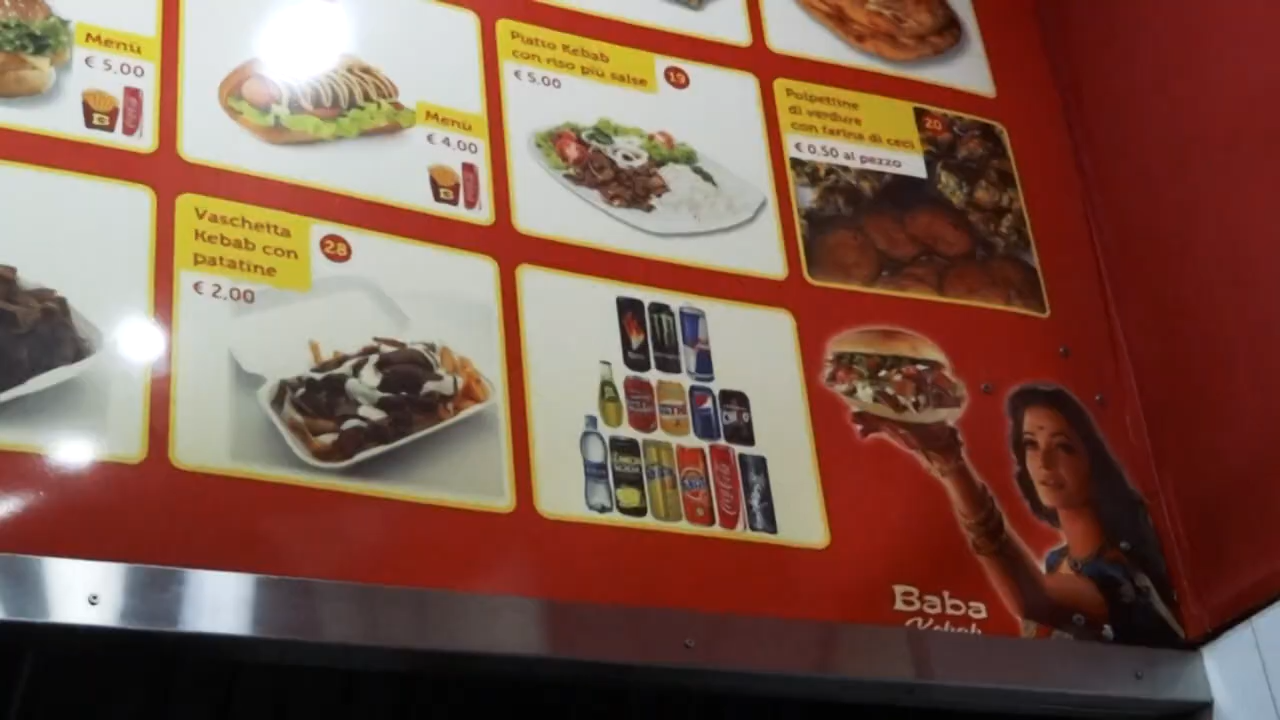 Menù
€ 5,00
Menù
€ 4,00
Piatto Kebab
con riso più salse
19
€ 5,00
Polpettine
di verdure
con farina di ceci
20
€ 0,50 al pezzo
Vaschetta
Kebab con
patatine
28
€ 2,00
Baba
Kebab